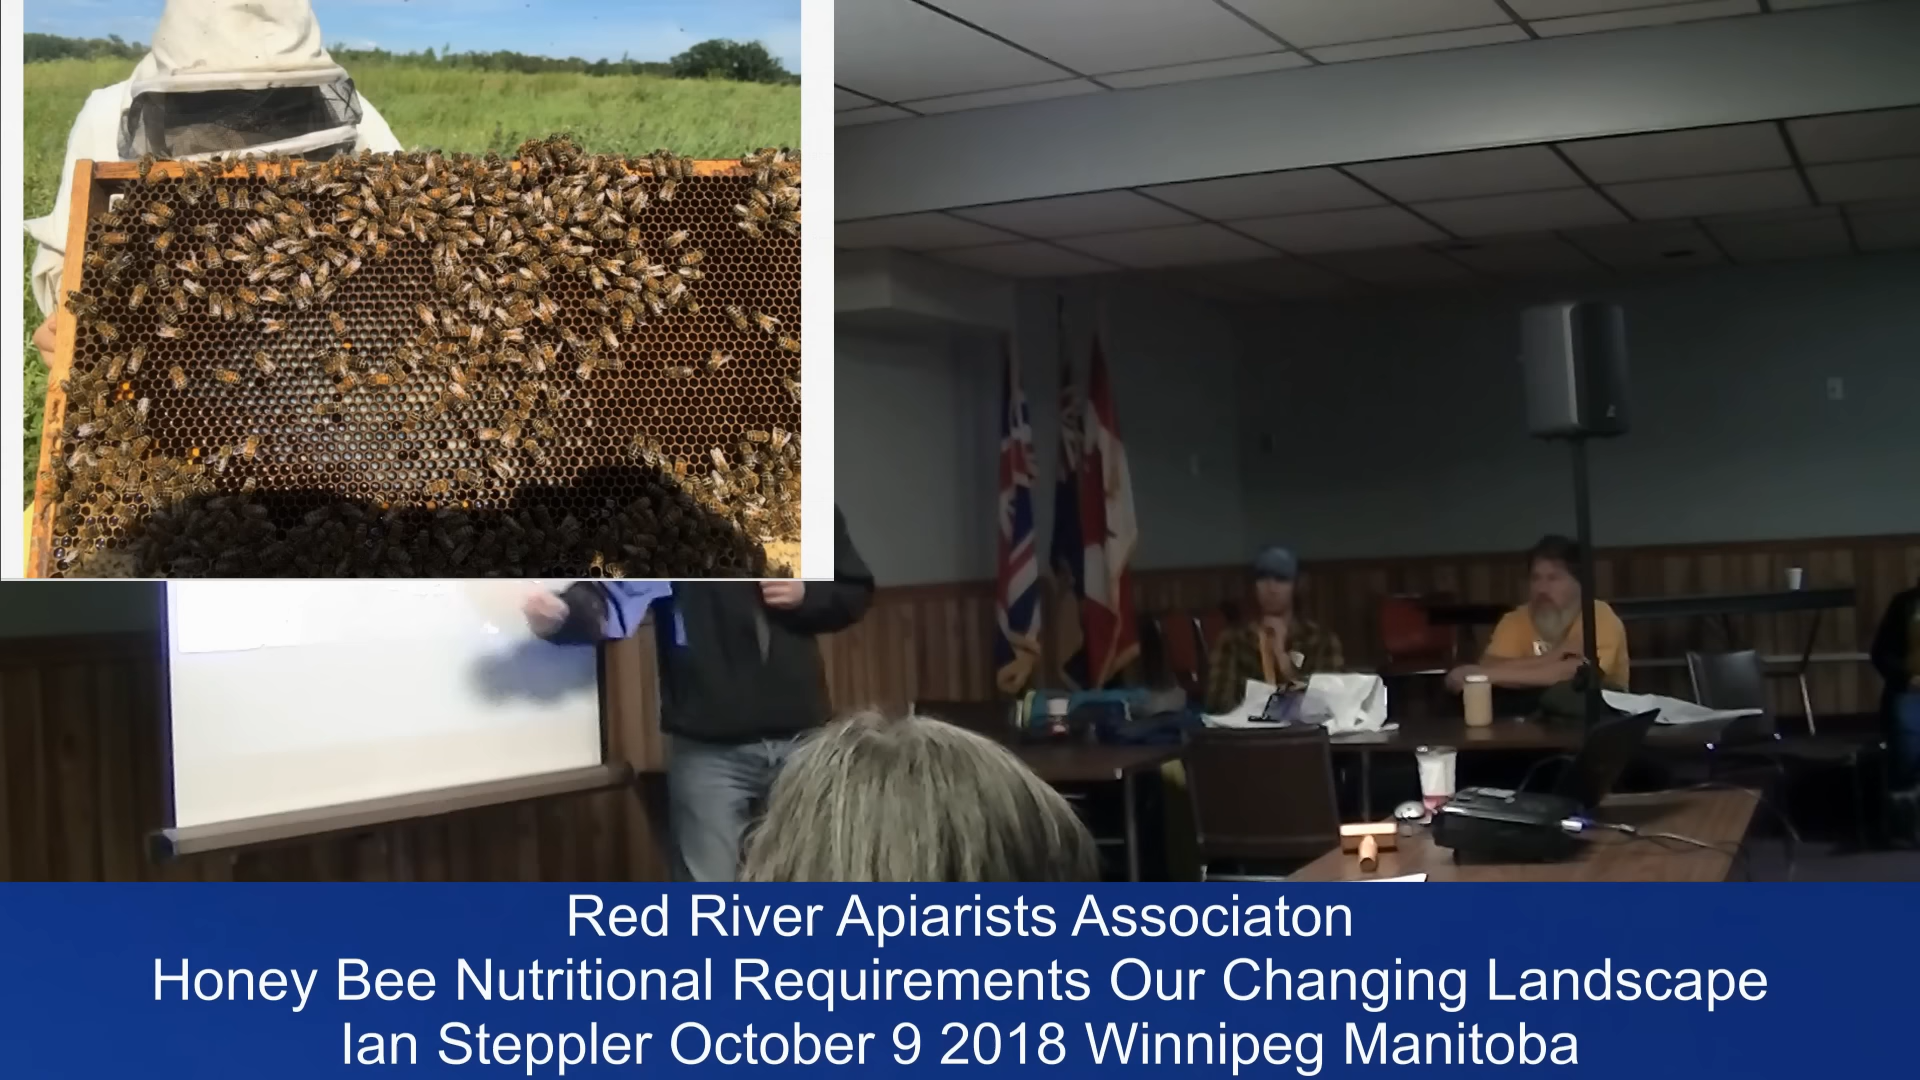 Red River Apiarists Associaton
Honey Bee Nutritional Requirements Our Changing Landscape
Ian Steppler October 9 2018 Winnipeg Manitoba